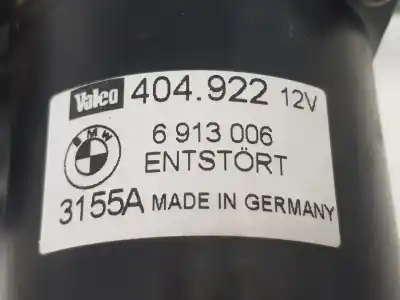 Valeo 404.922 12V
BMW 6 913 006
ENTSTÖRT
3155A MADE IN GERMANY